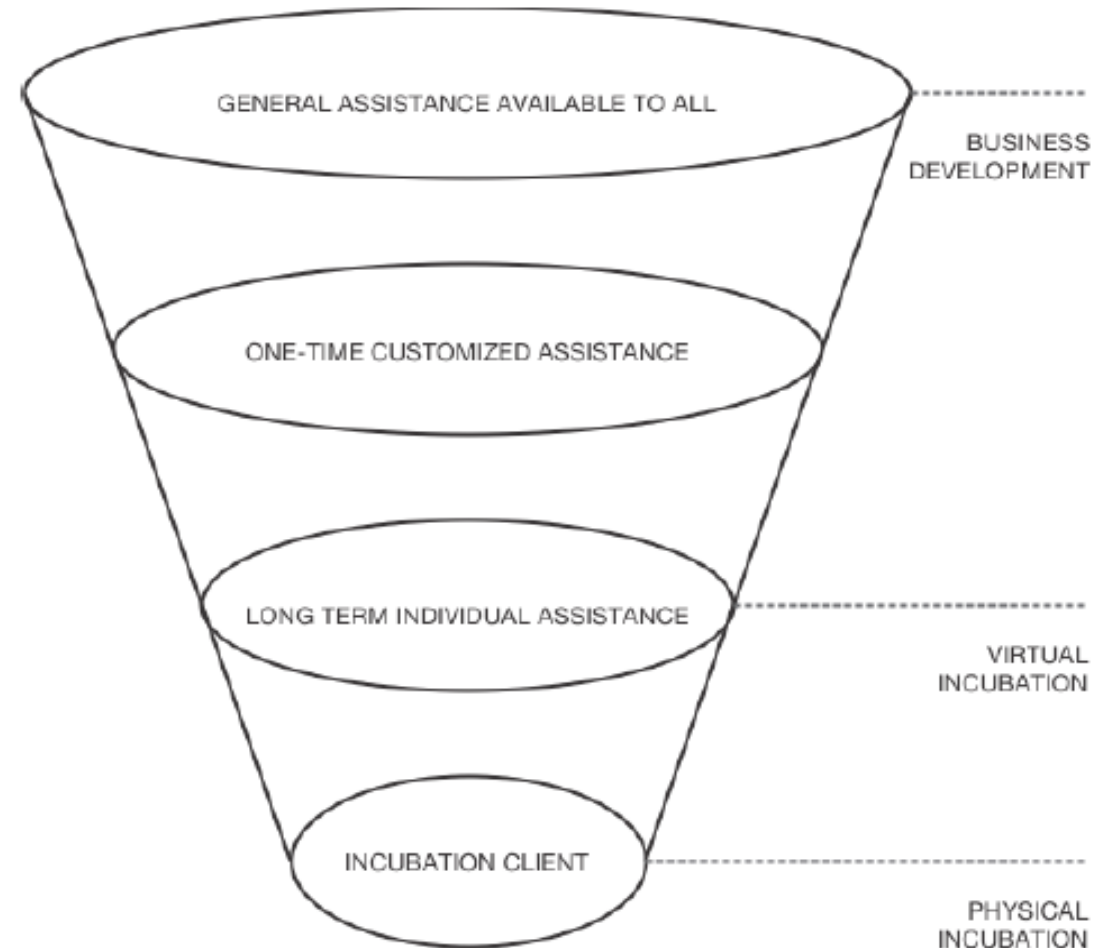 GENERAL ASSISTANCE AVAILABLE TO ALL
BUSINESS
DEVELOPMENT
ONE-TIME CUSTOMIZED ASSISTANCE
LONG TERM INDIVIDUAL ASSISTANCE
VIRTUAL
INCUBATION
INCUBATION CLIENT
PHYSICAL
INCUBATION